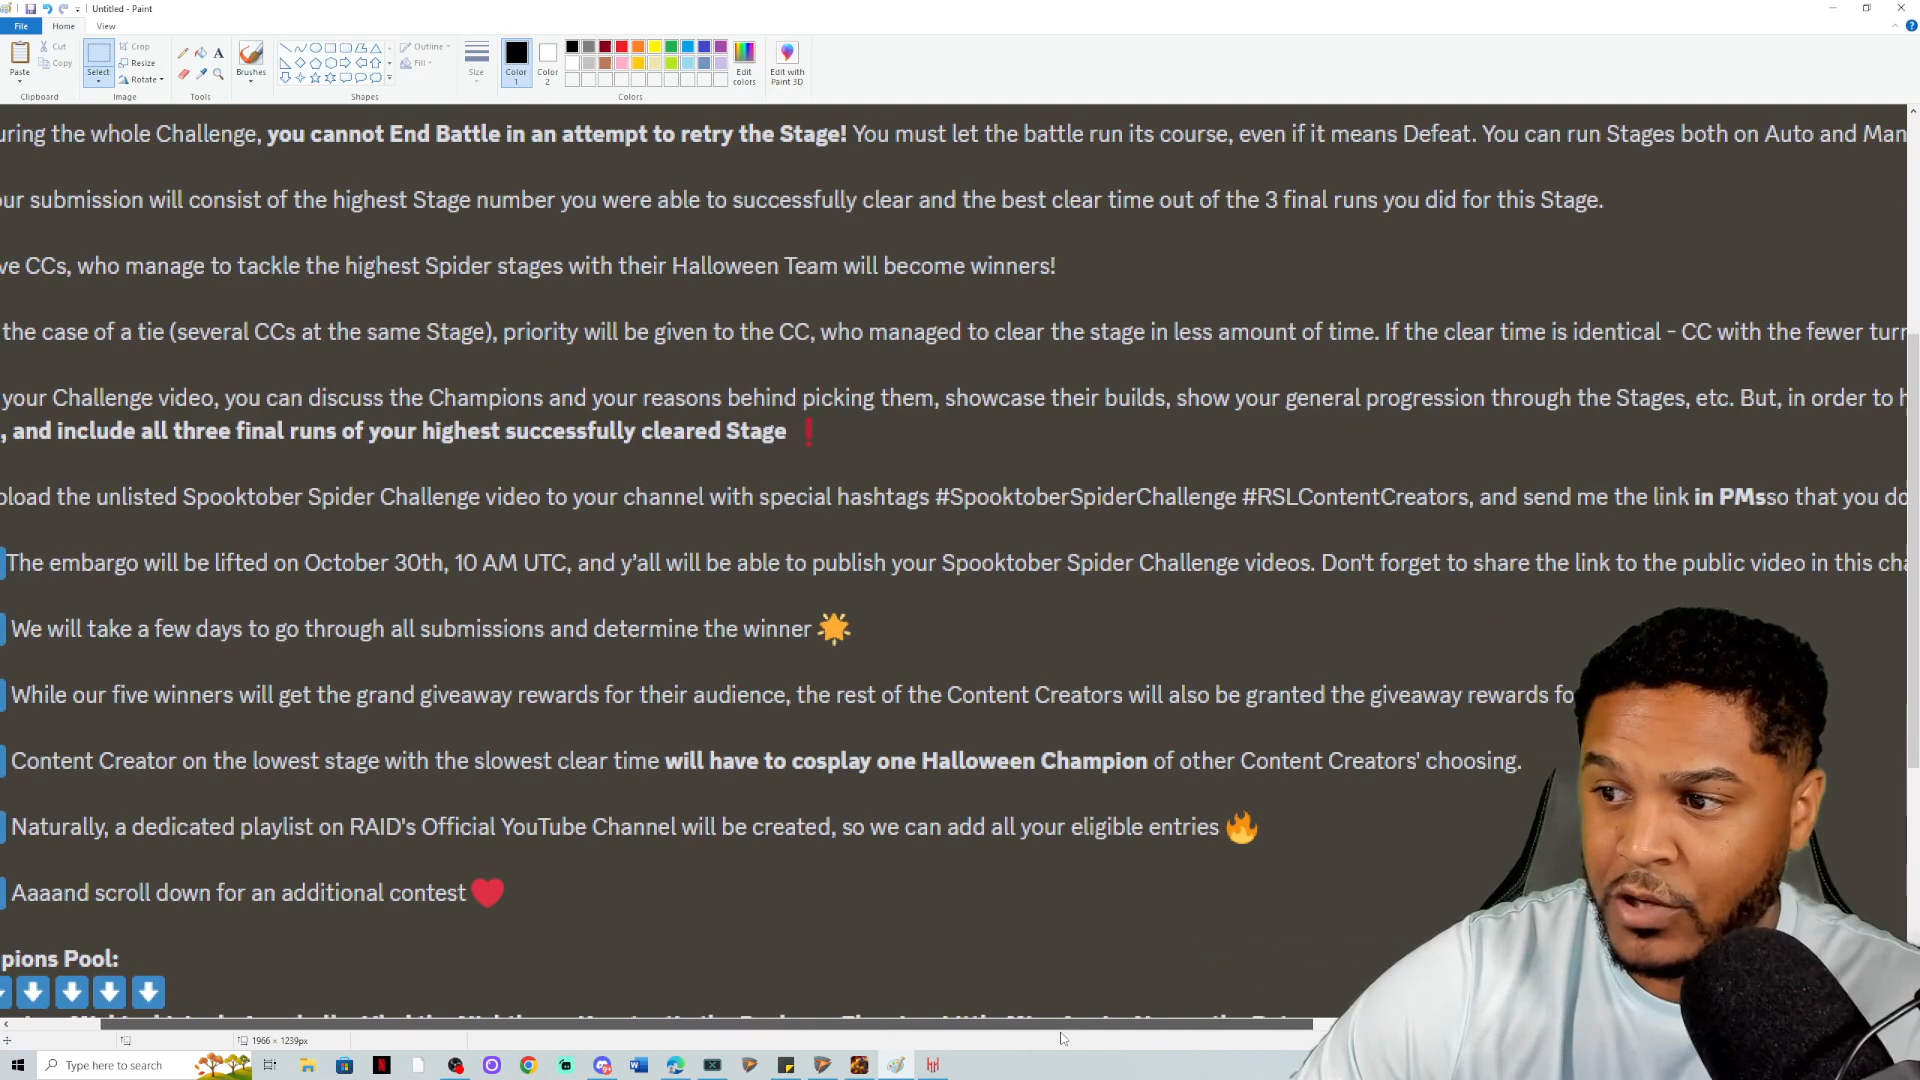 Untitled - Paint
File Home View
Paste
Cut
Copy
Clipboard
Select
Crop
Resize
Rotate
Image
Tools
Brushes
Outline
Fill
Shapes
Size
Color 1
Color 2
Edit colors
Colors
Edit with Paint 3D
uring the whole Challenge, you cannot End Battle in an attempt to retry the Stage! You must let the battle run its course, even if it means Defeat. You can run Stages both on Auto and Man
our submission will consist of the highest Stage number you were able to successfully clear and the best clear time out of the 3 final runs you did for this Stage.
ve CCs, who manage to tackle the highest Spider stages with their Halloween Team will become winners!
the case of a tie (several CCs at the same Stage), priority will be given to the CC, who managed to clear the stage in less amount of time. If the clear time is identical - CC with the fewer turr
your Challenge video, you can discuss the Champions and your reasons behind picking them, showcase their builds, show your general progression through the Stages, etc. But, in order to h
, and include all three final runs of your highest successfully cleared Stage ❗
pload the unlisted Spooktober Spider Challenge video to your channel with special hashtags #SpooktoberSpiderChallenge #RSLContentCreators, and send me the link in PMsso that you do
The embargo will be lifted on October 30th, 10 AM UTC, and y’all will be able to publish your Spooktober Spider Challenge videos. Don't forget to share the link to the public video in this cha
We will take a few days to go through all submissions and determine the winner
While our five winners will get the grand giveaway rewards for their audience, the rest of the Content Creators will also be granted the giveaway rewards fo
Content Creator on the lowest stage with the slowest clear time will have to cosplay one Halloween Champion of other Content Creators' choosing.
Naturally, a dedicated playlist on RAID's Official YouTube Channel will be created, so we can add all your eligible entries
Aaaand scroll down for an additional contest
pions Pool:
1966 × 1239px
Type here to search